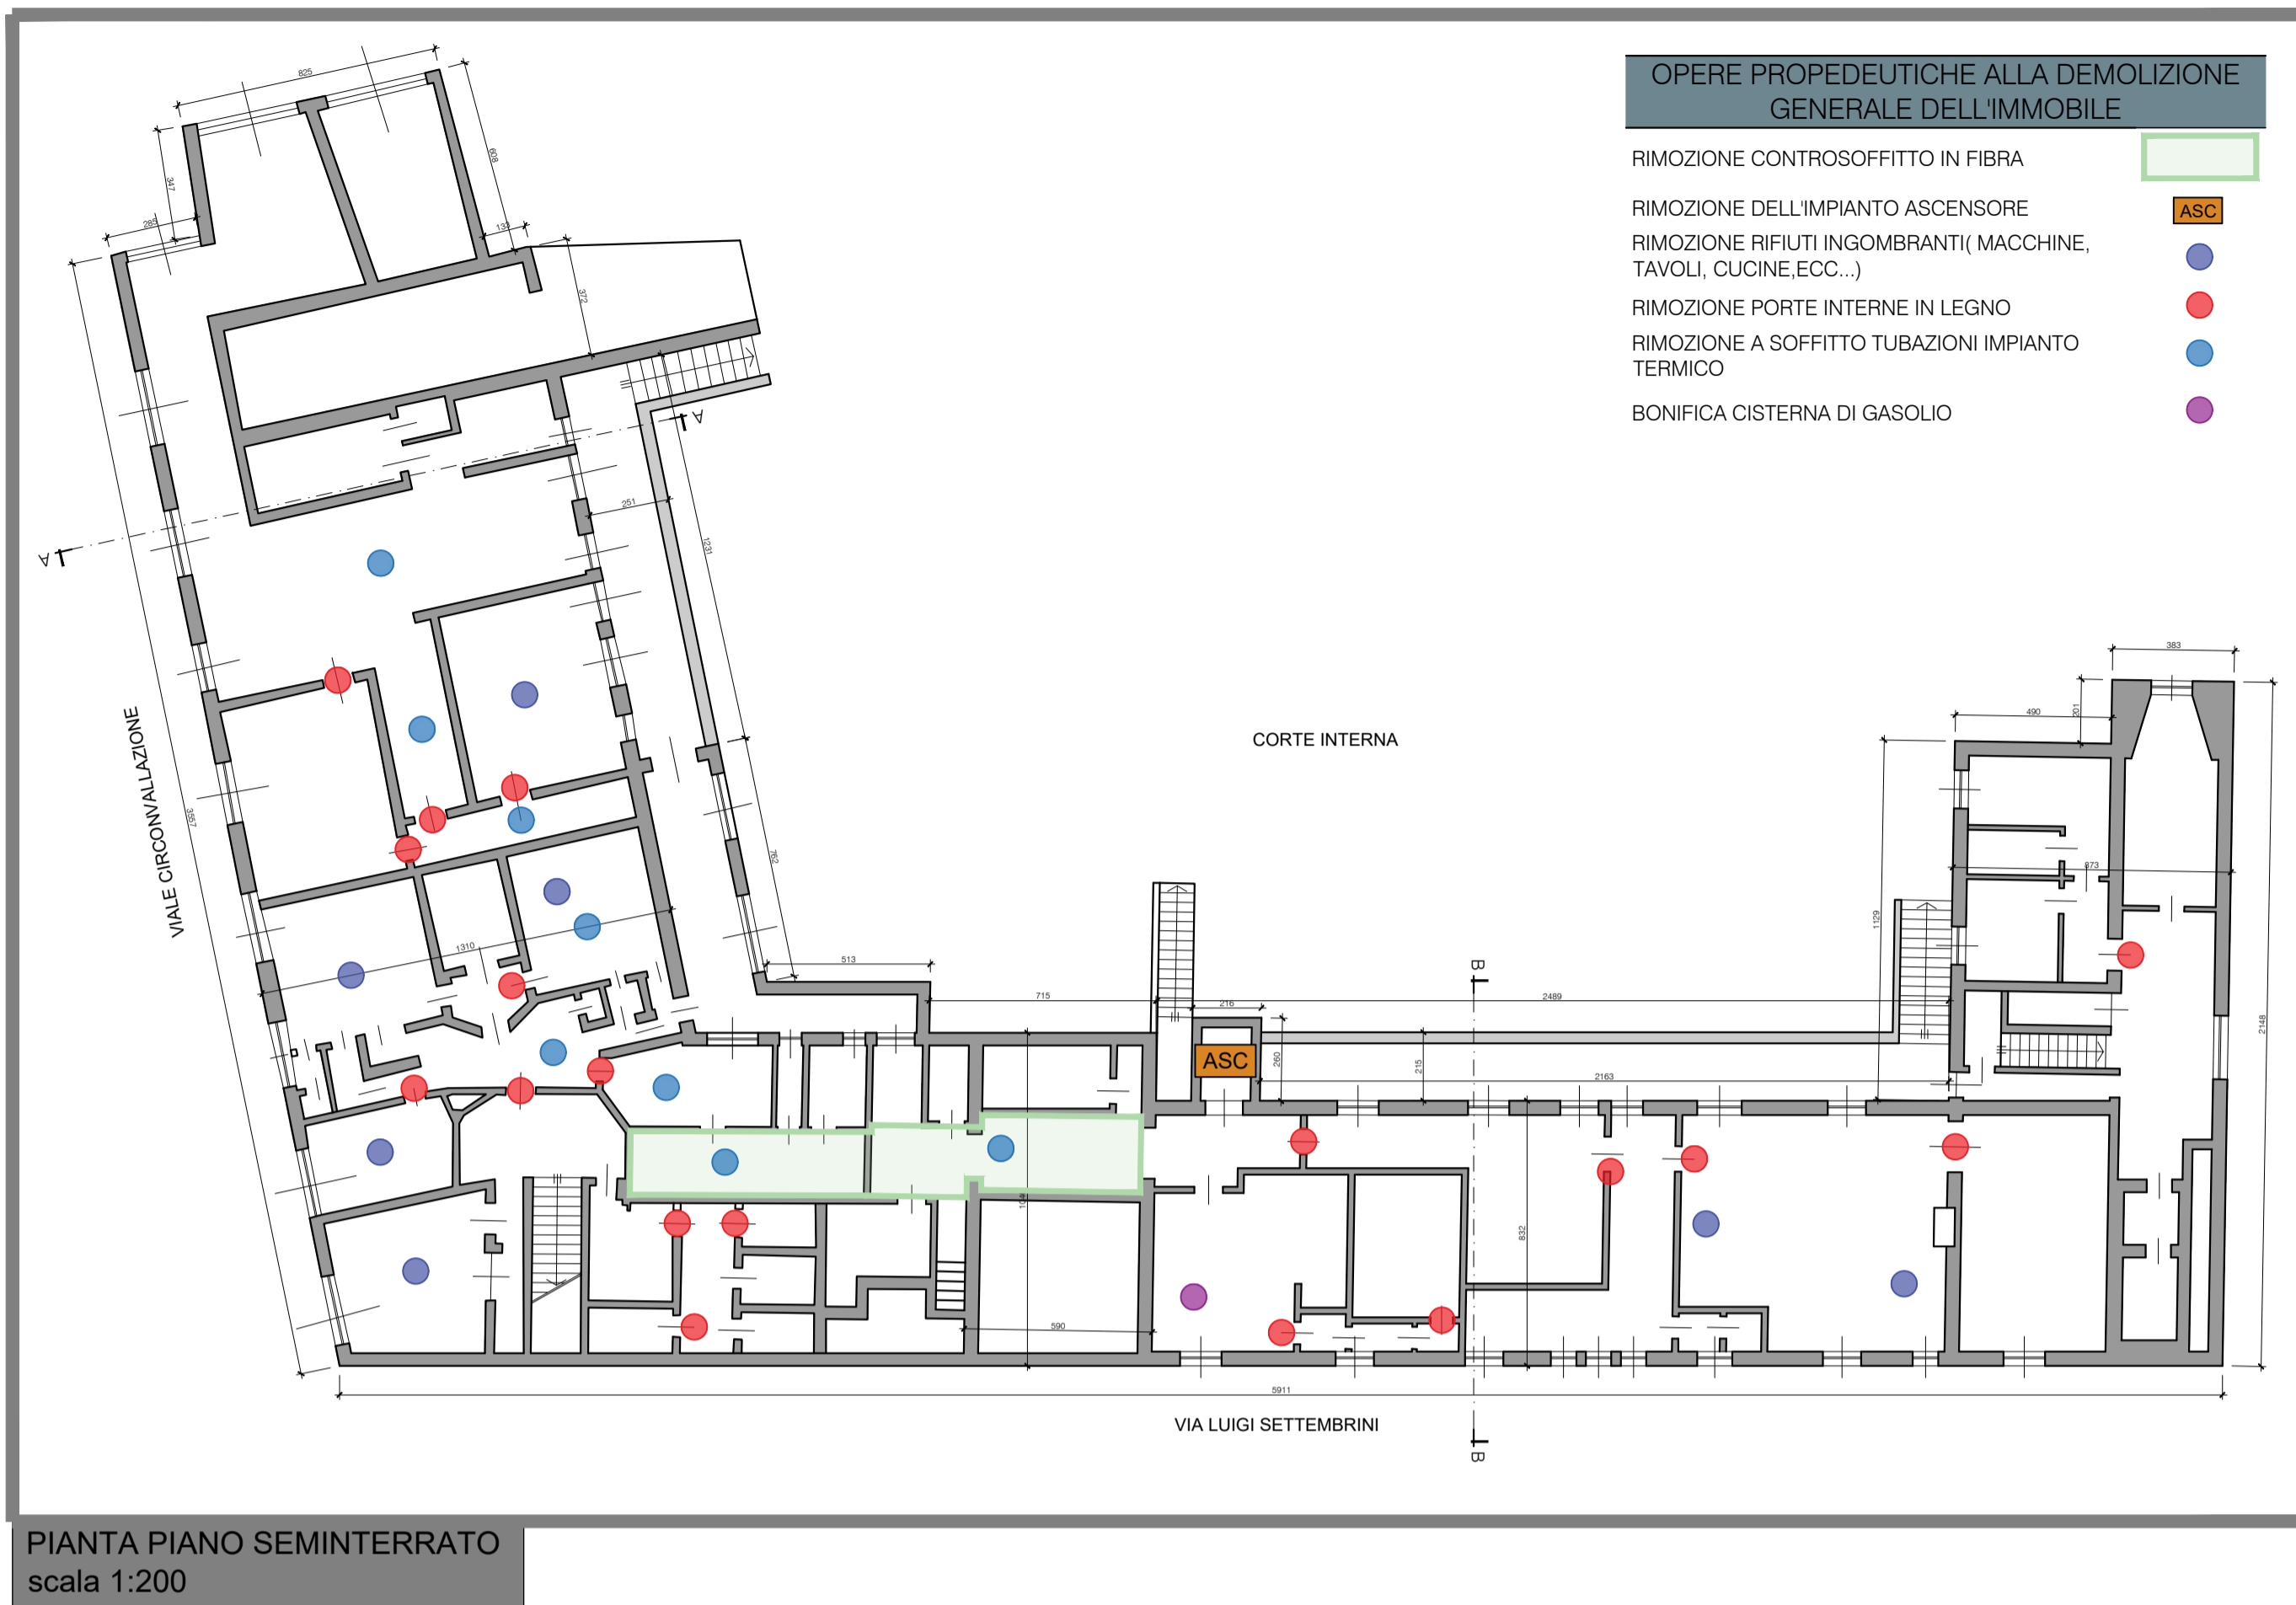 OPERE PROPEDEUTICHE ALLA DEMOLIZIONE
GENERALE DELL'IMMOBILE
RIMOZIONE CONTROSOFFITTO IN FIBRA
RIMOZIONE DELL'IMPIANTO ASCENSORE
ASC
RIMOZIONE RIFIUTI INGOMBRANTI( MACCHINE,
TAVOLI, CUCINE,ECC...)
RIMOZIONE PORTE INTERNE IN LEGNO
RIMOZIONE A SOFFITTO TUBAZIONI IMPIANTO
TERMICO
BONIFICA CISTERNA DI GASOLIO
825
608
347
285
133
372
A
A
251
1231
3557
VIALE CIRCONVALLAZIONE
762
1310
513
715
216
260
215
2489
2163
B
CORTE INTERNA
383
201
490
873
1129
2148
ASC
832
590
5911
VIA LUIGI SETTEMBRINI
B
PIANTA PIANO SEMINTERRATO
scala 1:200